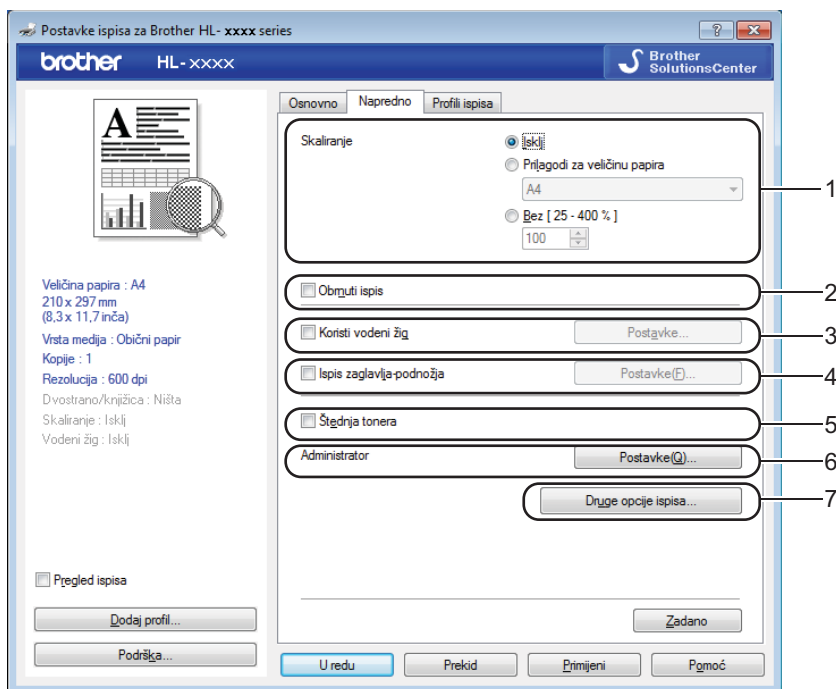 Postavke ispisa za Brother HL- xxxx series
brother HL-xxxx
Brother
SolutionsCenter
Osnovno Napredno Profili ispisa
A
Skaliranje
Isklj
Prilagodi za veličinu papira
A4
Bez [ 25 - 400 % ]
100
1
Obrnuti ispis
2
Koristi vodeni žig Postavke...
3
Ispis zaglavlja-podnožja Postavke(F)...
4
Štednja tonera
5
Administrator Postavke(Q)...
6
Druge opcije ispisa...
7
Veličina papira : A4
210 x 297 mm
(8,3 x 11,7 inča)
Vrsta medija : Obični papir
Kopije : 1
Rezolucija : 600 dpi
Dvostrano/knjižica : Ništa
Skaliranje : Isklj
Vodeni žig : Isklj
Pregled ispisa
Dodaj profil...
Podrška...
Zadano
U redu Prekid Primijeni Pomoć